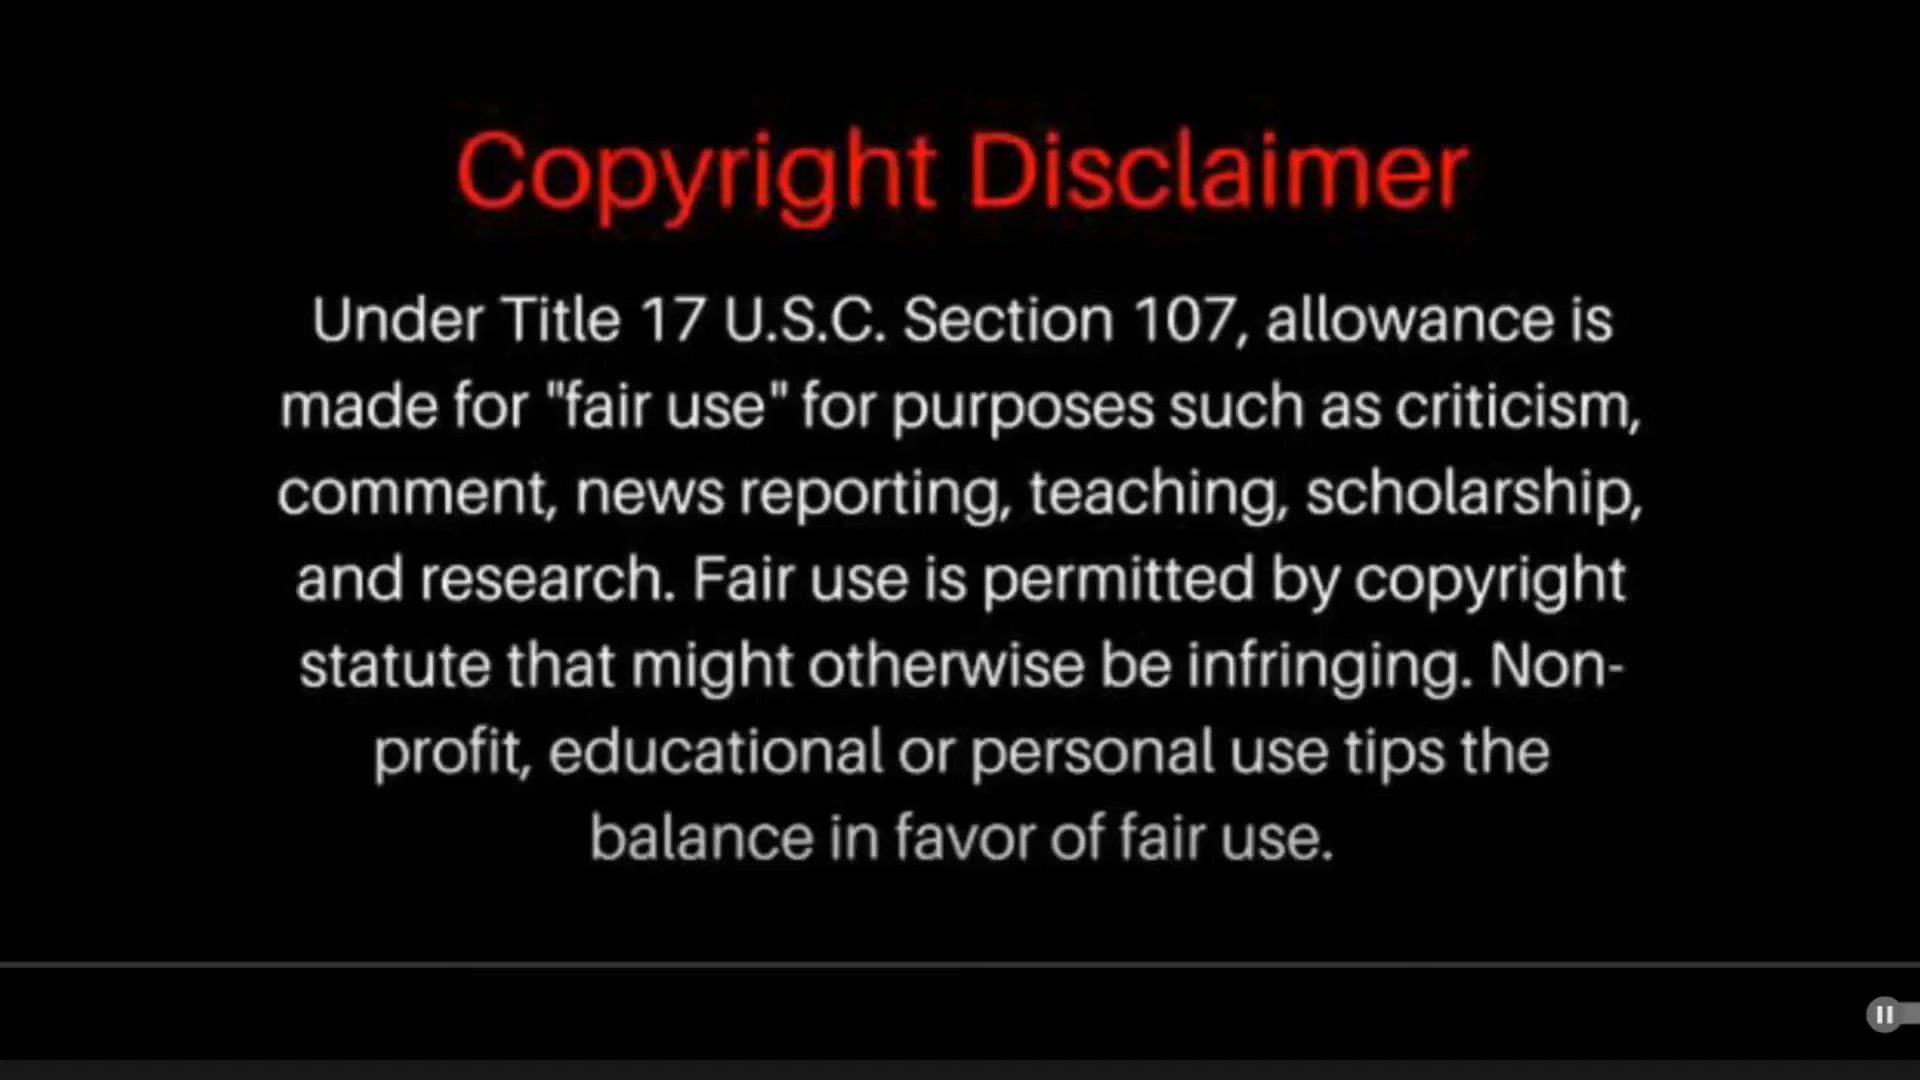 Copyright Disclaimer
Under Title 17 U.S.C. Section 107, allowance is
made for "fair use" for purposes such as criticism,
comment, news reporting, teaching, scholarship,
and research. Fair use is permitted by copyright
statute that might otherwise be infringing. Non-
profit, educational or personal use tips the
balance in favor of fair use.